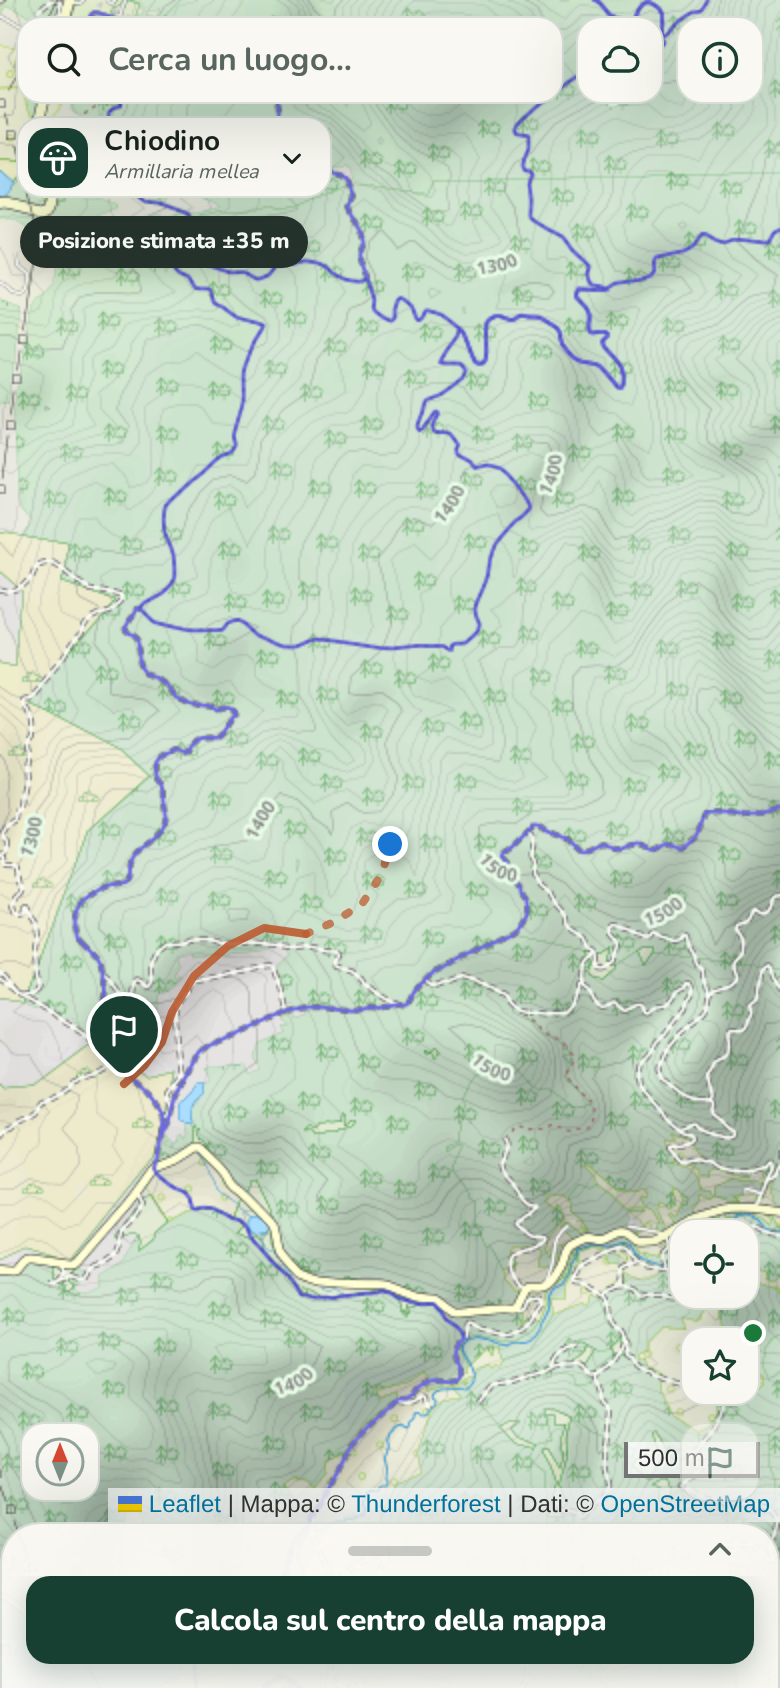 Cerca un luogo...
Chiodino
Armillaria mellea
Posizione stimata ±35 m
1300
1400
1400
1400
1300
1500
1500
1500
1400
500 m
Leaflet | Mappa: © Thunderforest | Dati: © OpenStreetMap
Calcola sul centro della mappa